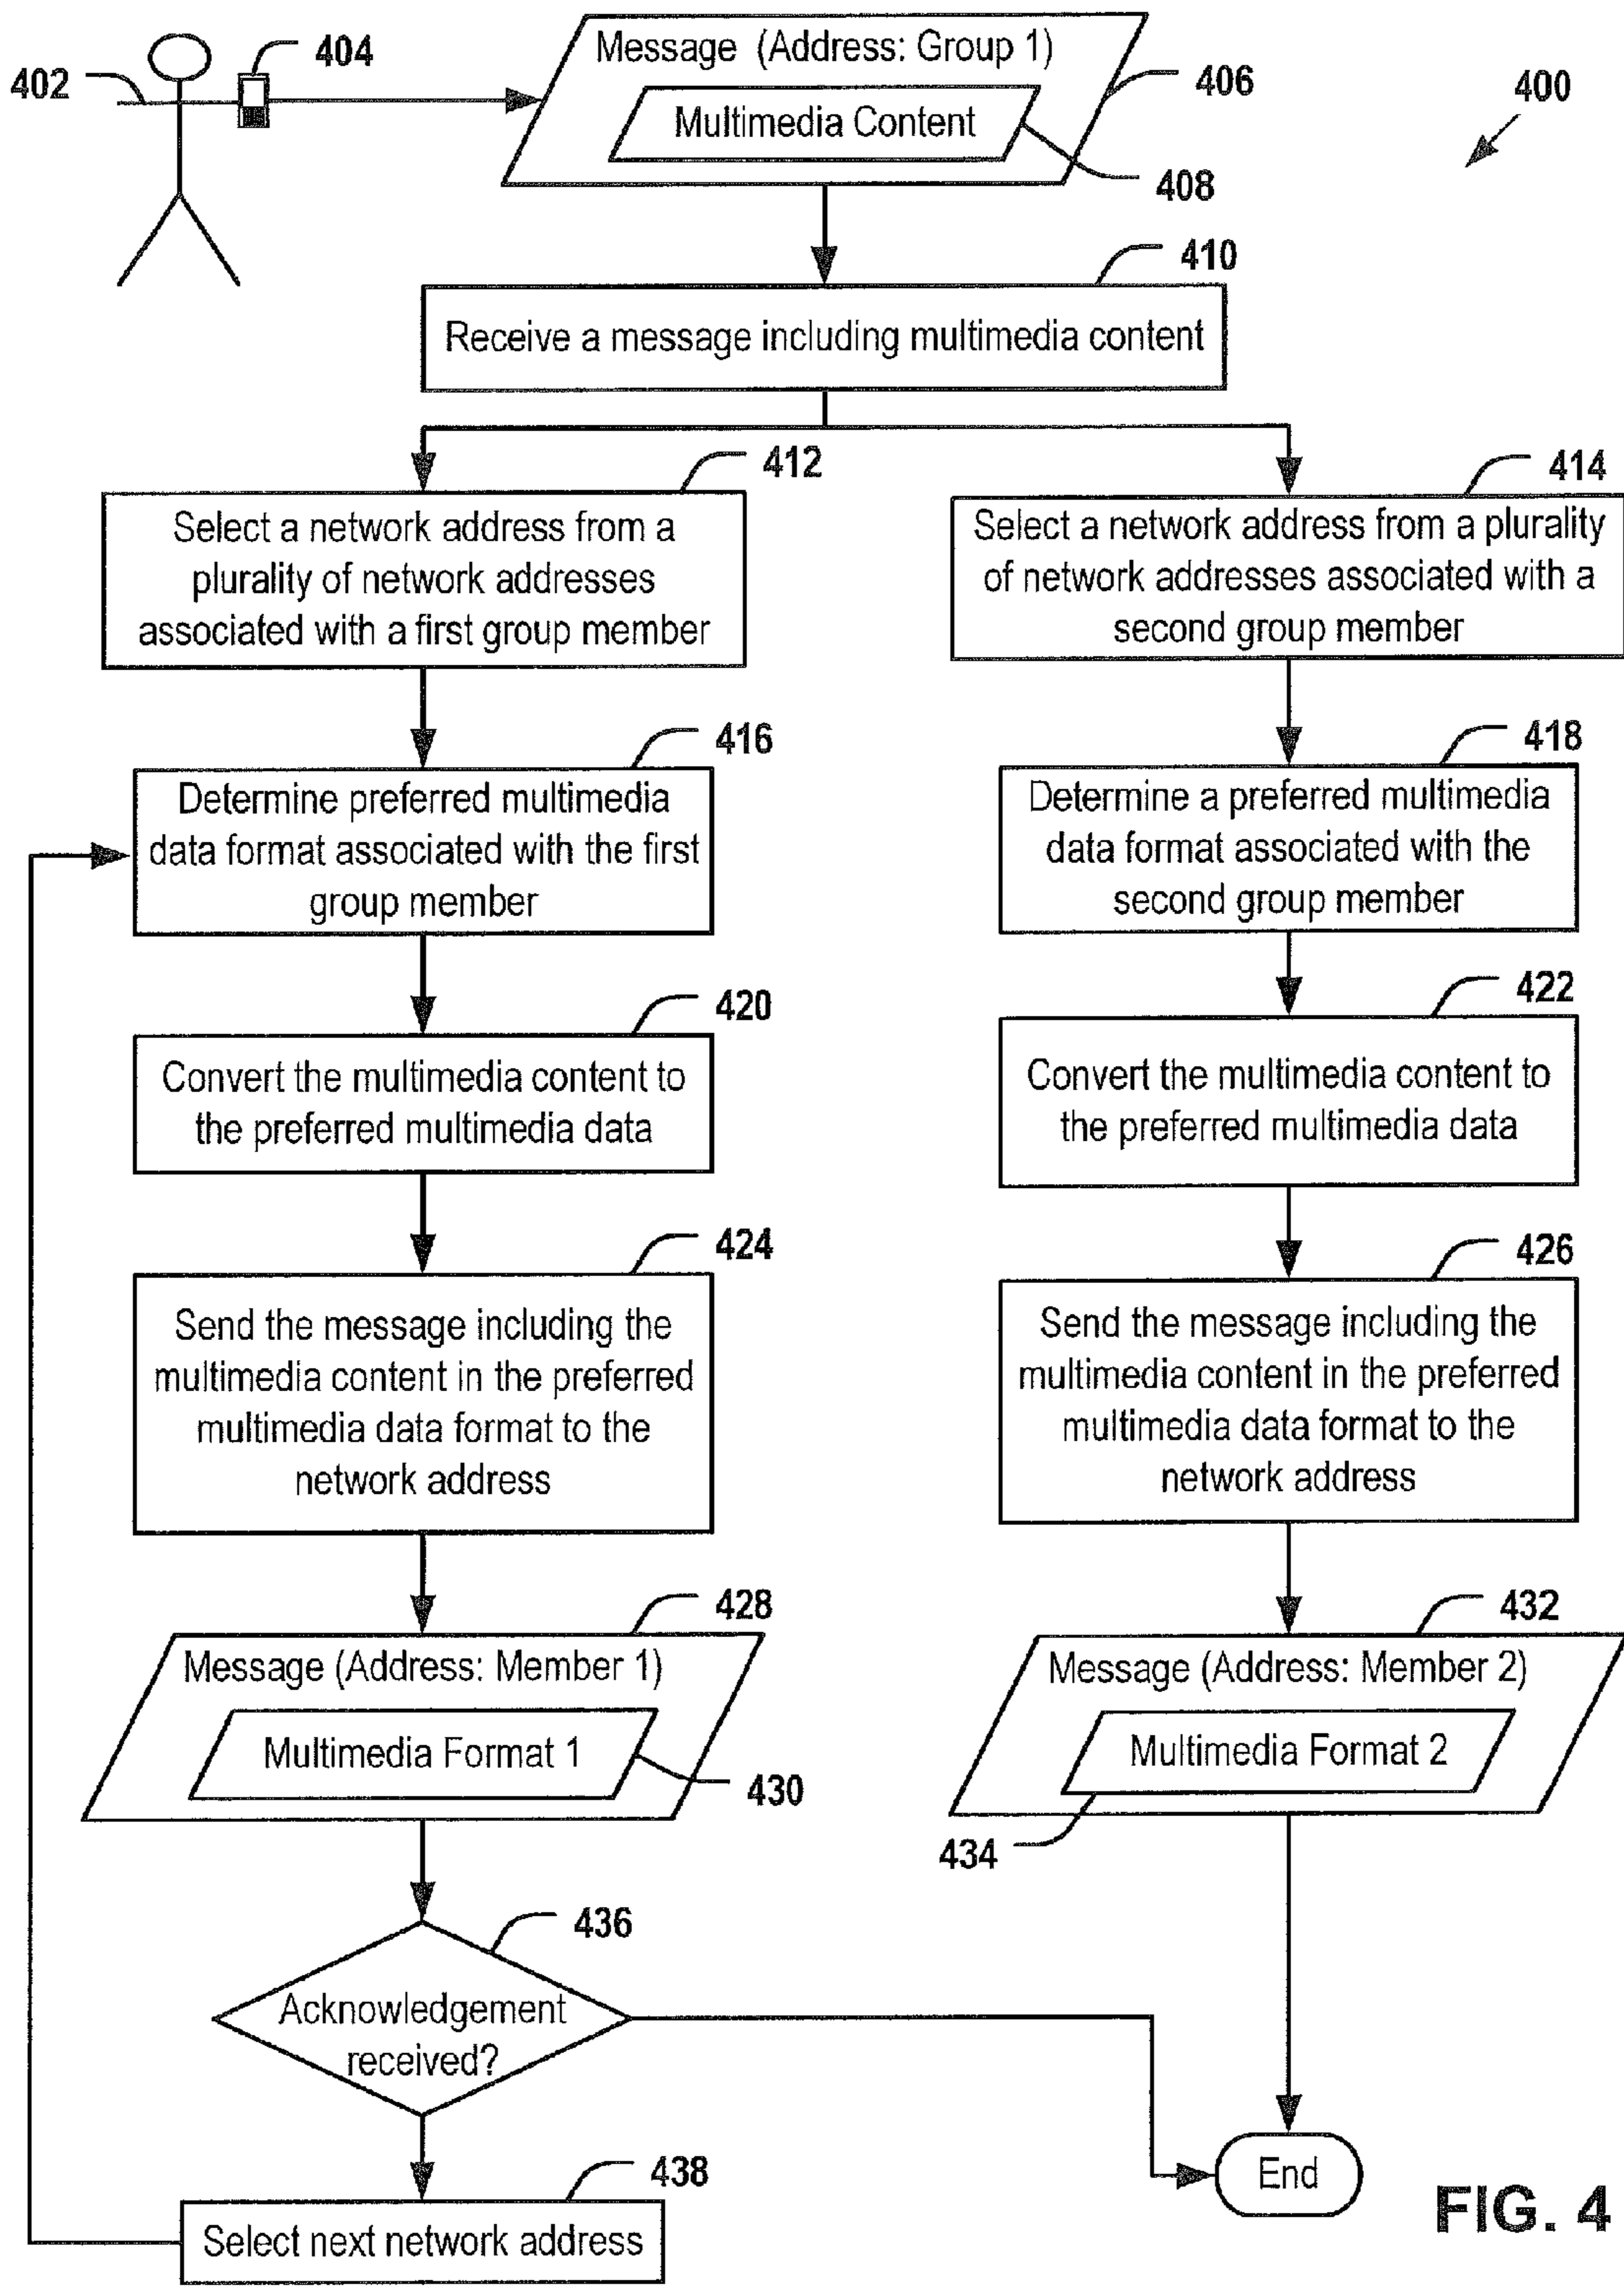 402
404
Message (Address: Group 1)
Multimedia Content
406
408
400
410
Receive a message including multimedia content
412
Select a network address from a
plurality of network addresses
associated with a first group member
414
Select a network address from a plurality
of network addresses associated with a
second group member
416
Determine preferred multimedia
data format associated with the first
group member
418
Determine a preferred multimedia
data format associated with the
second group member
420
Convert the multimedia content to
the preferred multimedia data
422
Convert the multimedia content to
the preferred multimedia data
424
Send the message including the
multimedia content in the preferred
multimedia data format to the
network address
426
Send the message including the
multimedia content in the preferred
multimedia data format to the
network address
428
Message (Address: Member 1)
Multimedia Format 1
430
432
Message (Address: Member 2)
Multimedia Format 2
434
436
Acknowledgement
received?
438
Select next network address
End
FIG. 4